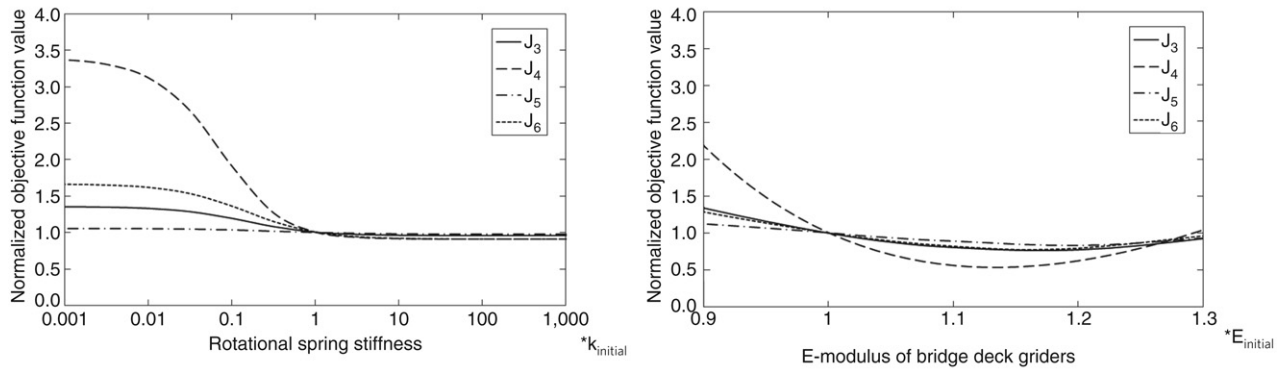 Normalized objective function value
4.0
3.5
3.0
2.5
2.0
1.5
1.0
0.5
0.0
J3
J4
J5
J6
0.001 0.01 0.1 1 10 100 1,000
Rotational spring stiffness
*kinitial
Normalized objective function value
4.0
3.5
3.0
2.5
2.0
1.5
1.0
0.5
0.0
J3
J4
J5
J6
0.9 1 1.1 1.2 1.3
E-modulus of bridge deck griders
*Einitial